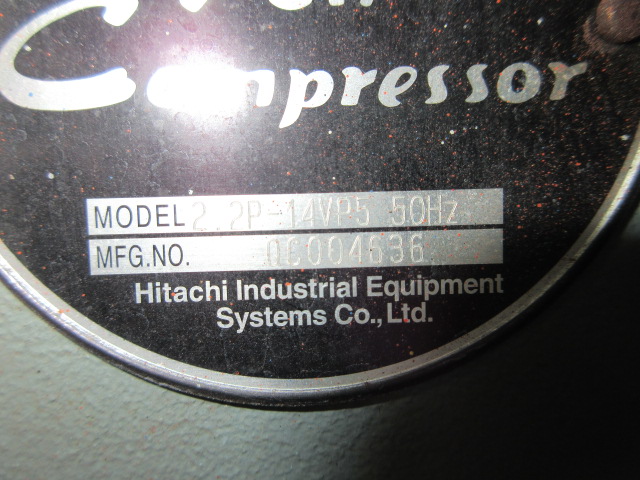 Compressor
MODEL 2.2P-14VP5 50Hz
MFG.NO. 0C004636
Hitachi Industrial Equipment
Systems Co., Ltd.